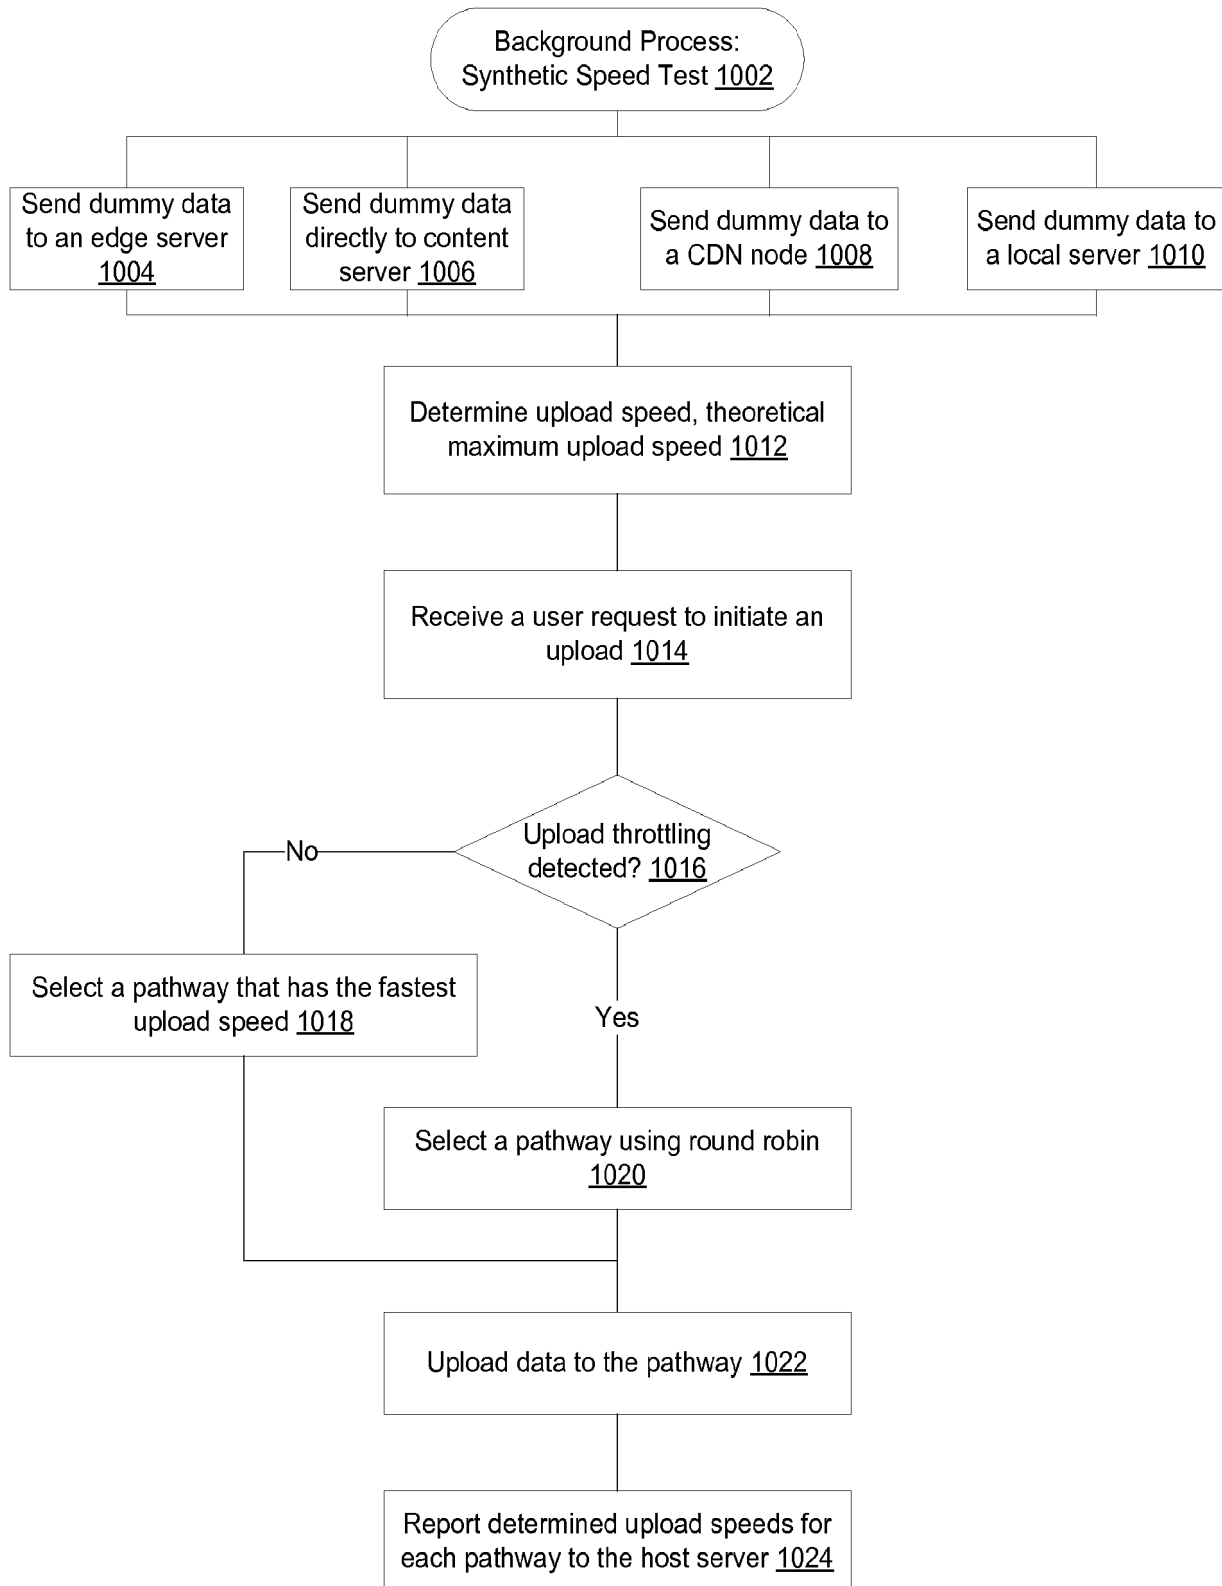 Background Process:
Synthetic Speed Test 1002
Send dummy data
to an edge server
1004
Send dummy data
directly to content
server 1006
Send dummy data to
a CDN node 1008
Send dummy data to
a local server 1010
Determine upload speed, theoretical
maximum upload speed 1012
Receive a user request to initiate an
upload 1014
Upload throttling
detected? 1016
No
Select a pathway that has the fastest
upload speed 1018
Yes
Select a pathway using round robin
1020
Upload data to the pathway 1022
Report determined upload speeds for
each pathway to the host server 1024